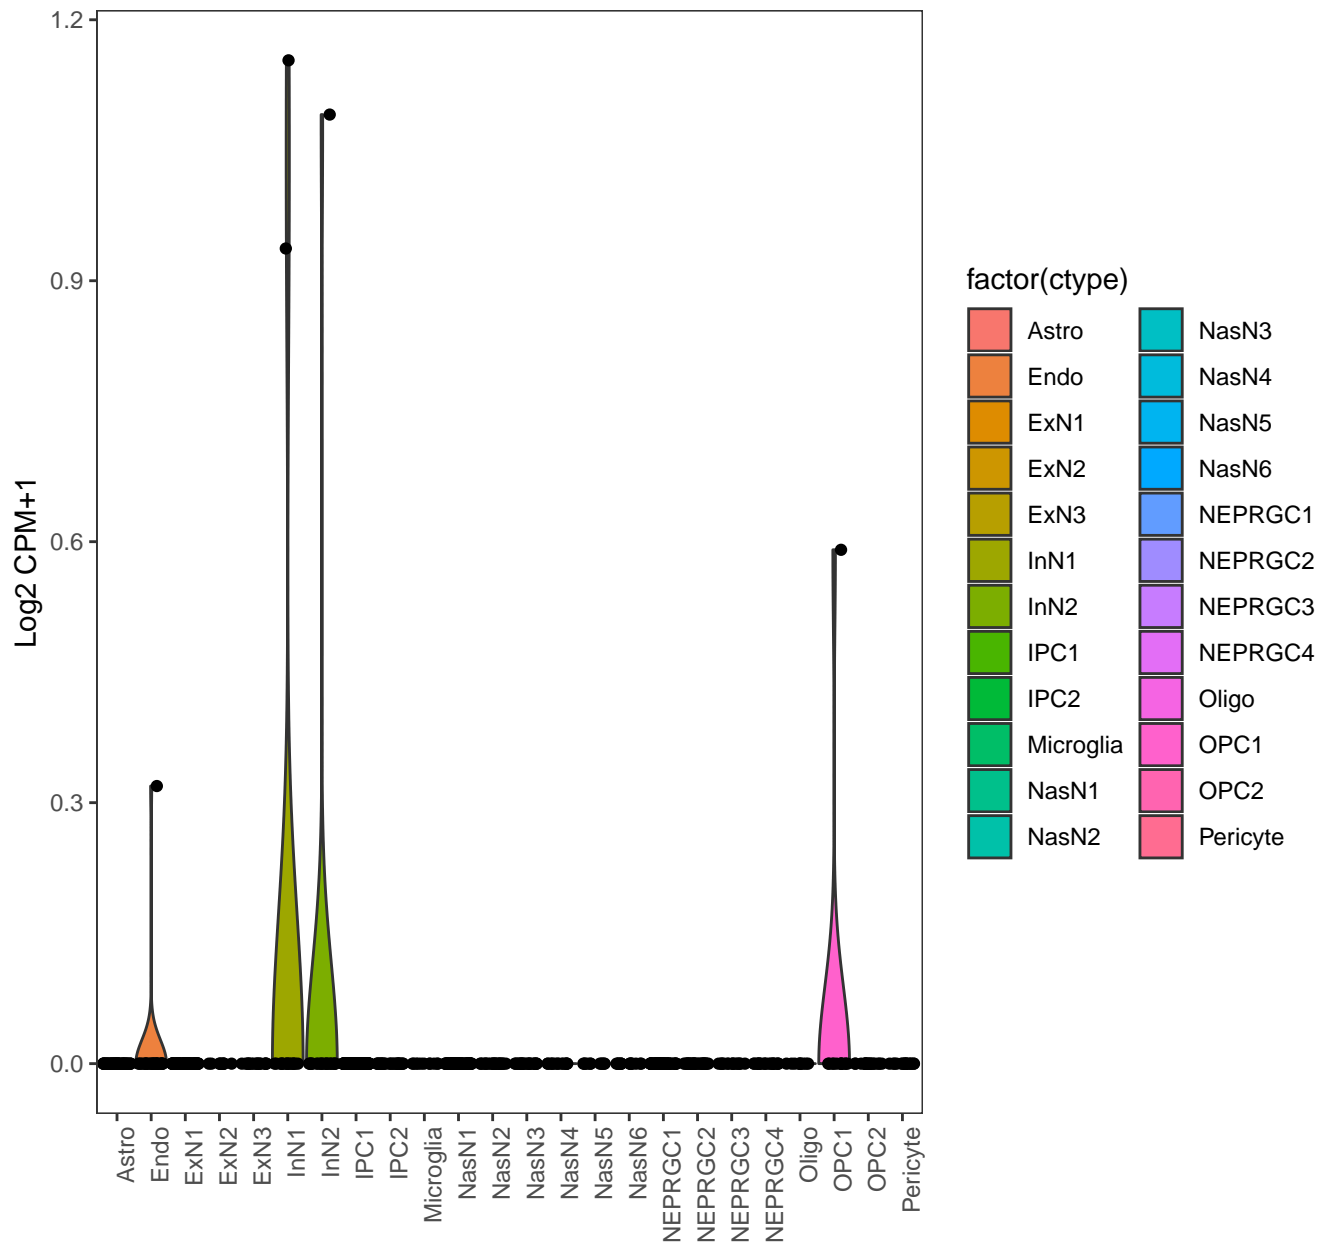 1.2
0.9
0.6
0.3
0.0
Log2 CPM+1
Astro
Endo
ExN1
ExN2
ExN3
InN1
InN2
IPC1
IPC2
Microglia
NasN1
NasN2
NasN3
NasN4
NasN5
NasN6
NEPRGC1
NEPRGC2
NEPRGC3
NEPRGC4
Oligo
OPC1
OPC2
Pericyte
factor(ctype)
Astro
Endo
ExN1
ExN2
ExN3
InN1
InN2
IPC1
IPC2
Microglia
NasN1
NasN2
NasN3
NasN4
NasN5
NasN6
NEPRGC1
NEPRGC2
NEPRGC3
NEPRGC4
Oligo
OPC1
OPC2
Pericyte